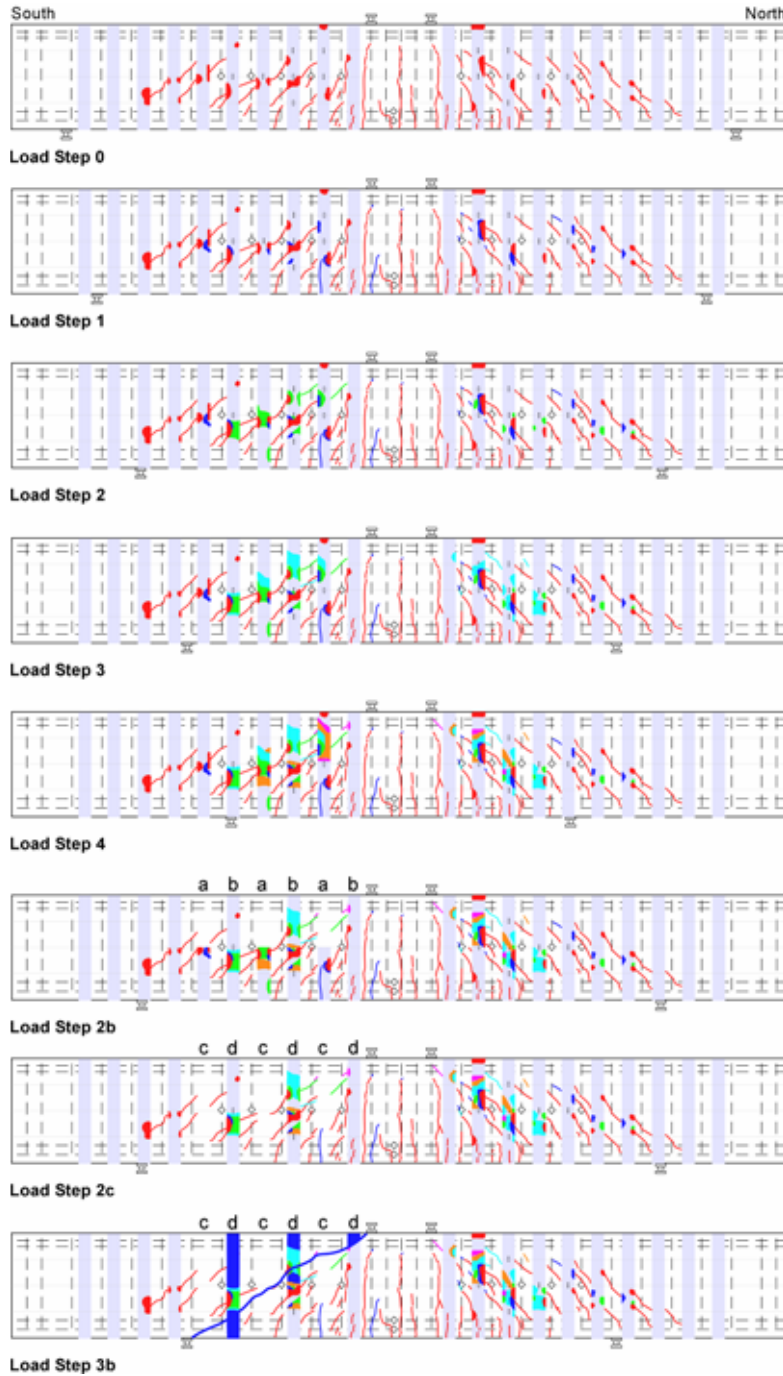 South North
Load Step 0
Load Step 1
Load Step 2
Load Step 3
Load Step 4
a b a b a b
Load Step 2b
c d c d c d
Load Step 2c
c d c d c d
Load Step 3b